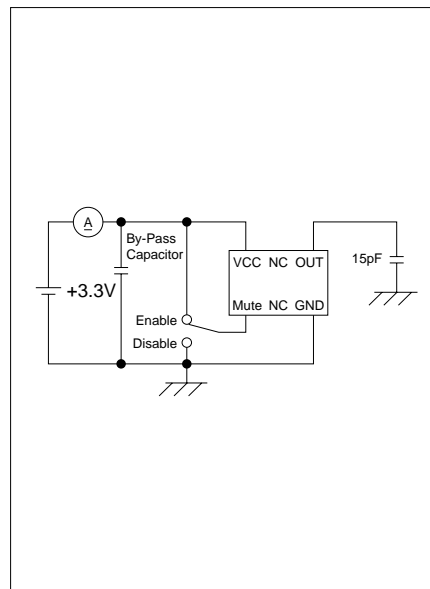 A
By-Pass
Capacitor
VCC NC OUT
15pF
+3.3V
Mute NC GND
Enable
Disable